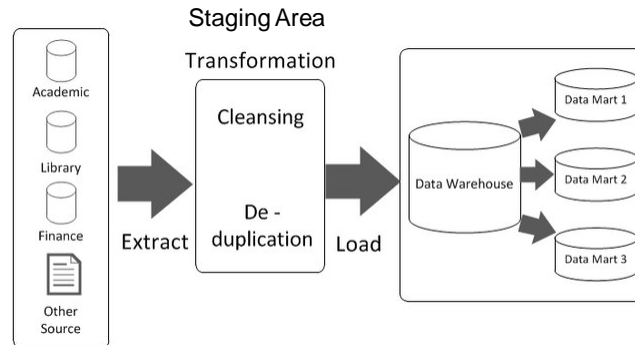 Staging Area
Transformation
Academic
Library
Finance
Other
Source
Extract
Cleansing
De -
duplication
Load
Data Warehouse
Data Mart 1
Data Mart 2
Data Mart 3